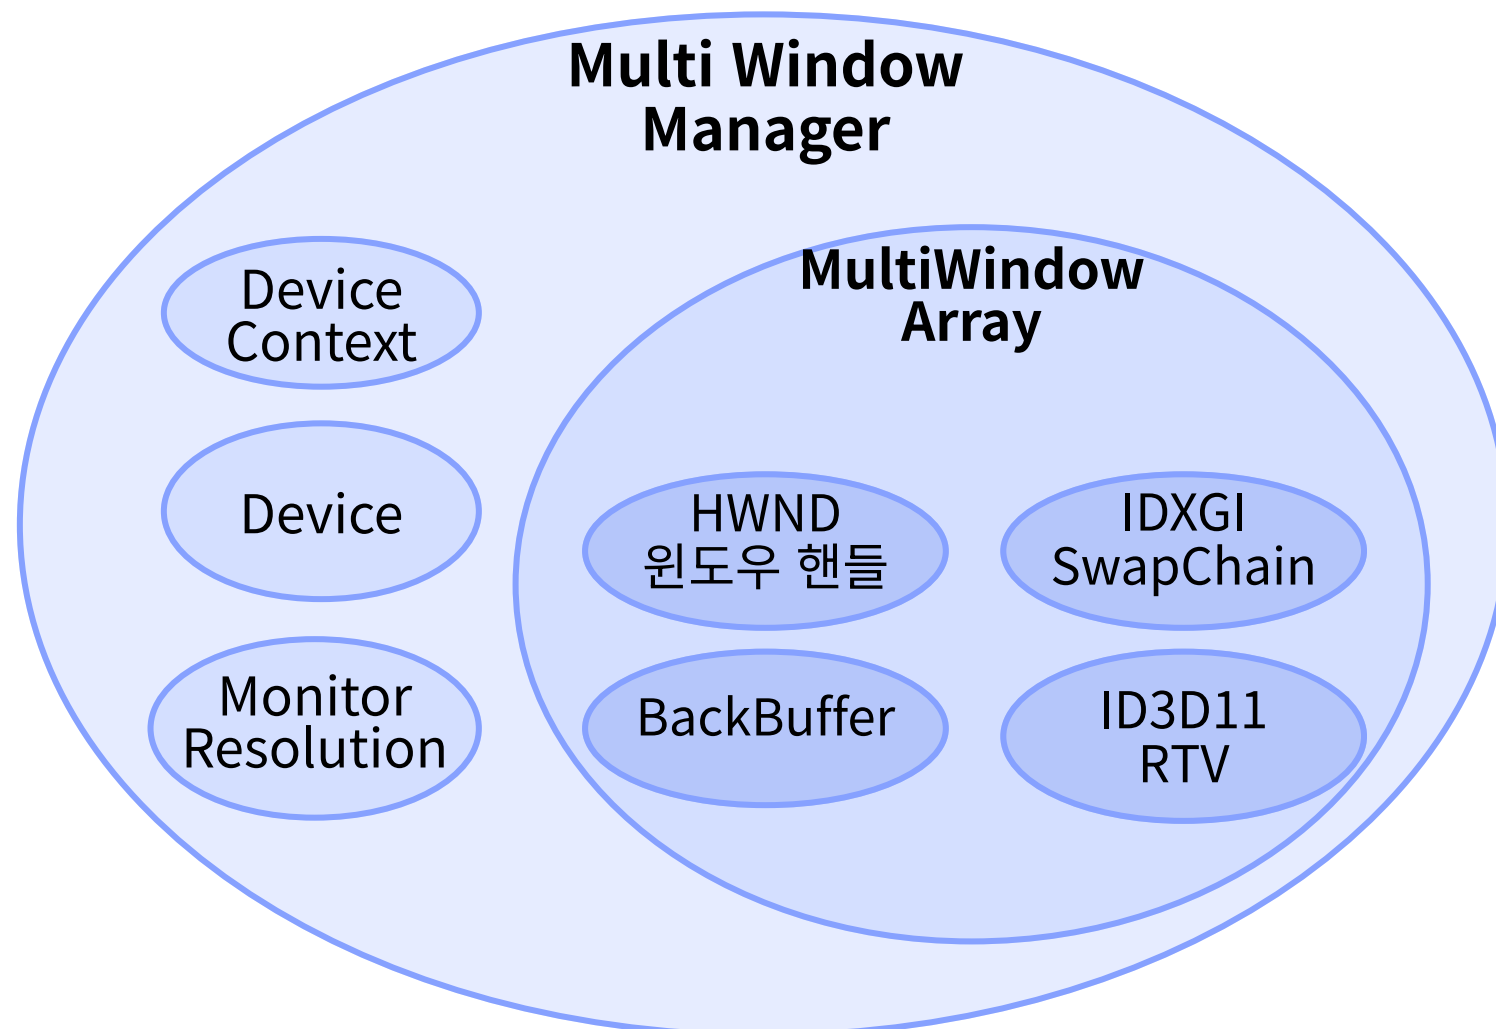 Multi Window
Manager
Device
Context
Device
Monitor
Resolution
MultiWindow
Array
HWND
윈도우 핸들
IDXGI
SwapChain
BackBuffer
ID3D11
RTV